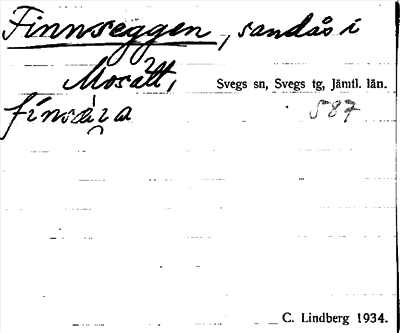 Finnseggen, sandås i
Mosätt,
Svegs sn, Svegs tg, Jämtl. län.
587
C. Lindberg 1934.